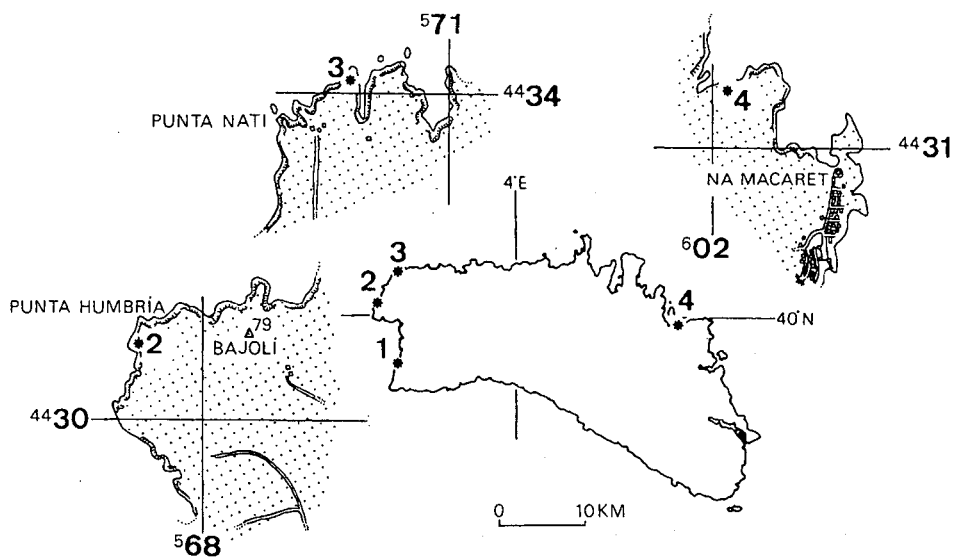 ⁵71
3
⁴⁴34
PUNTA NATI
4
⁴⁴31
NA MACARET
⁶02
4°E
3
2
4
40°N
1
PUNTA HUMBRÍA
2
79
BAJOLÍ
⁴⁴30
⁵68
0 10KM